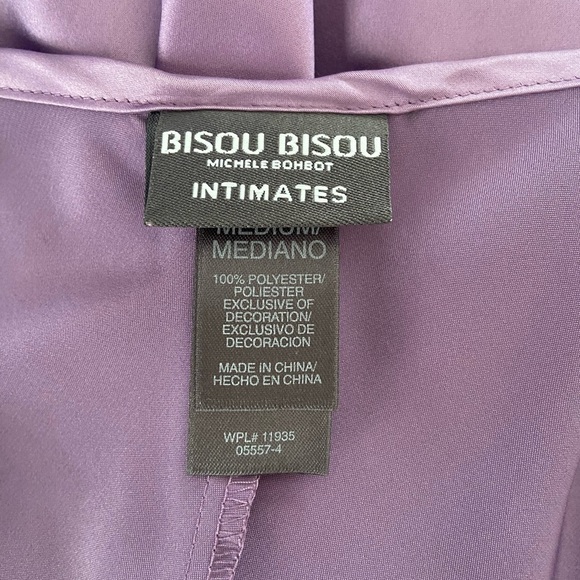 BISOU BISOU
MICHELE BOHBOT
INTIMATES
MEDIUM/
MEDIANO
100% POLYESTER/
POLIESTER
EXCLUSIVE OF
DECORATION/
EXCLUSIVO DE
DECORACION
MADE IN CHINA/
HECHO EN CHINA
WPL# 11935
05557-4